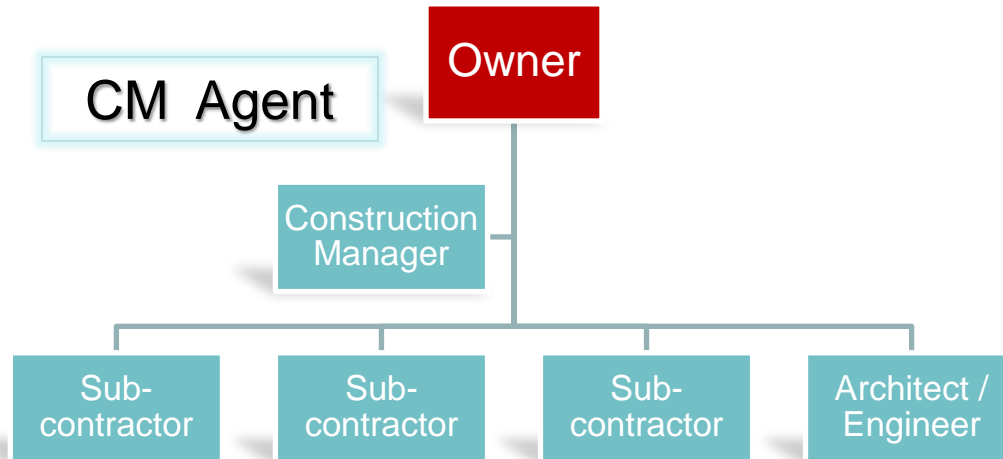 Owner
CM Agent
Construction
Manager
Sub-
contractor
Sub-
contractor
Sub-
contractor
Architect /
Engineer